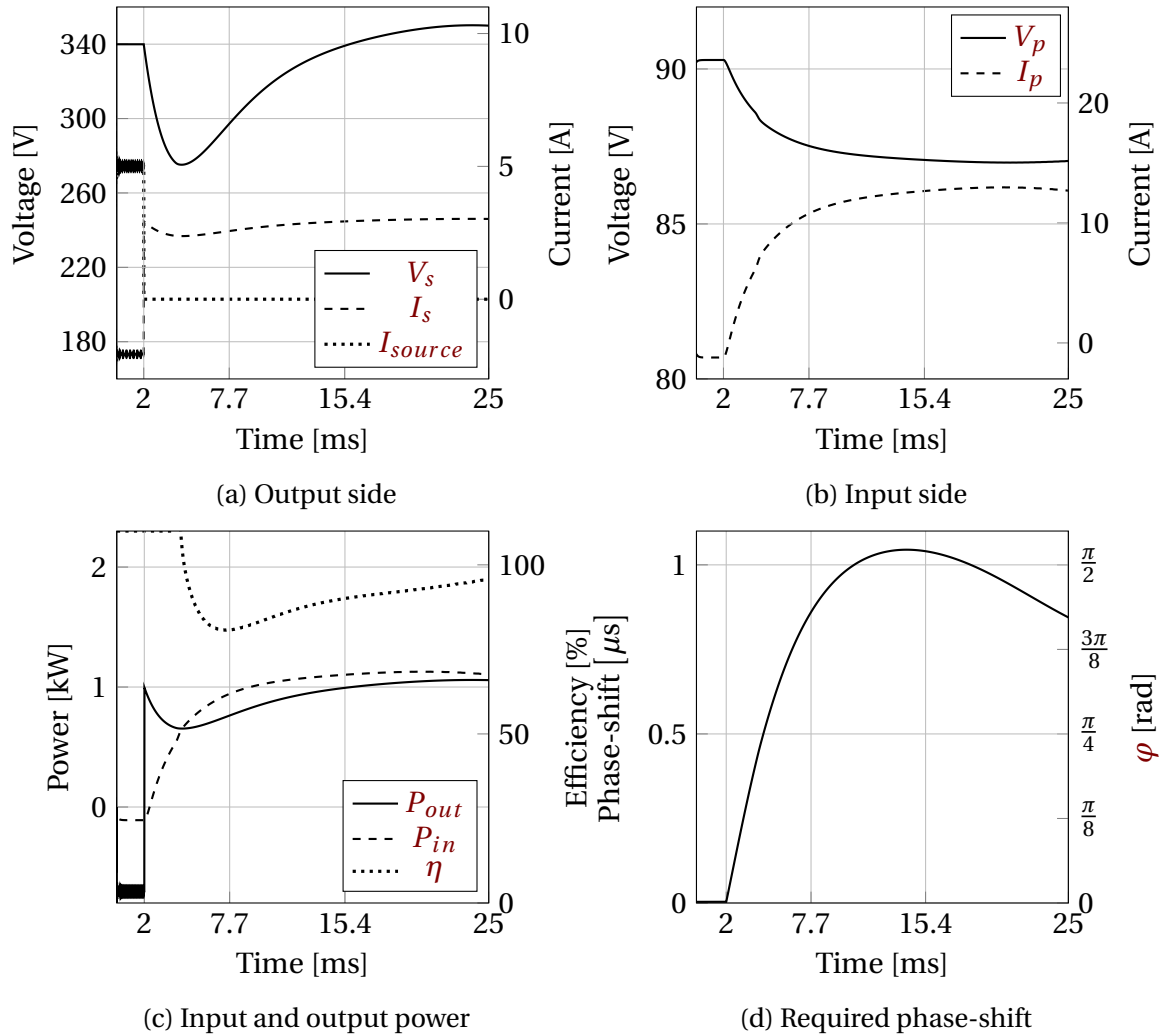 340
300
260
220
180
Voltage [V]
10
5
0
Current [A]
V_s
I_s
I_source
2
7.7
15.4
25
Time [ms]
(a) Output side
90
85
80
Voltage [V]
20
10
0
Current [A]
V_p
I_p
2
7.7
15.4
25
Time [ms]
(b) Input side
2
1
0
Power [kW]
100
50
0
Efficiency [%]
P_out
P_in
η
2
7.7
15.4
25
Time [ms]
(c) Input and output power
1
0.5
0
Phase-shift [µs]
π/2
3π/8
π/4
π/8
0
φ [rad]
2
7.7
15.4
25
Time [ms]
(d) Required phase-shift